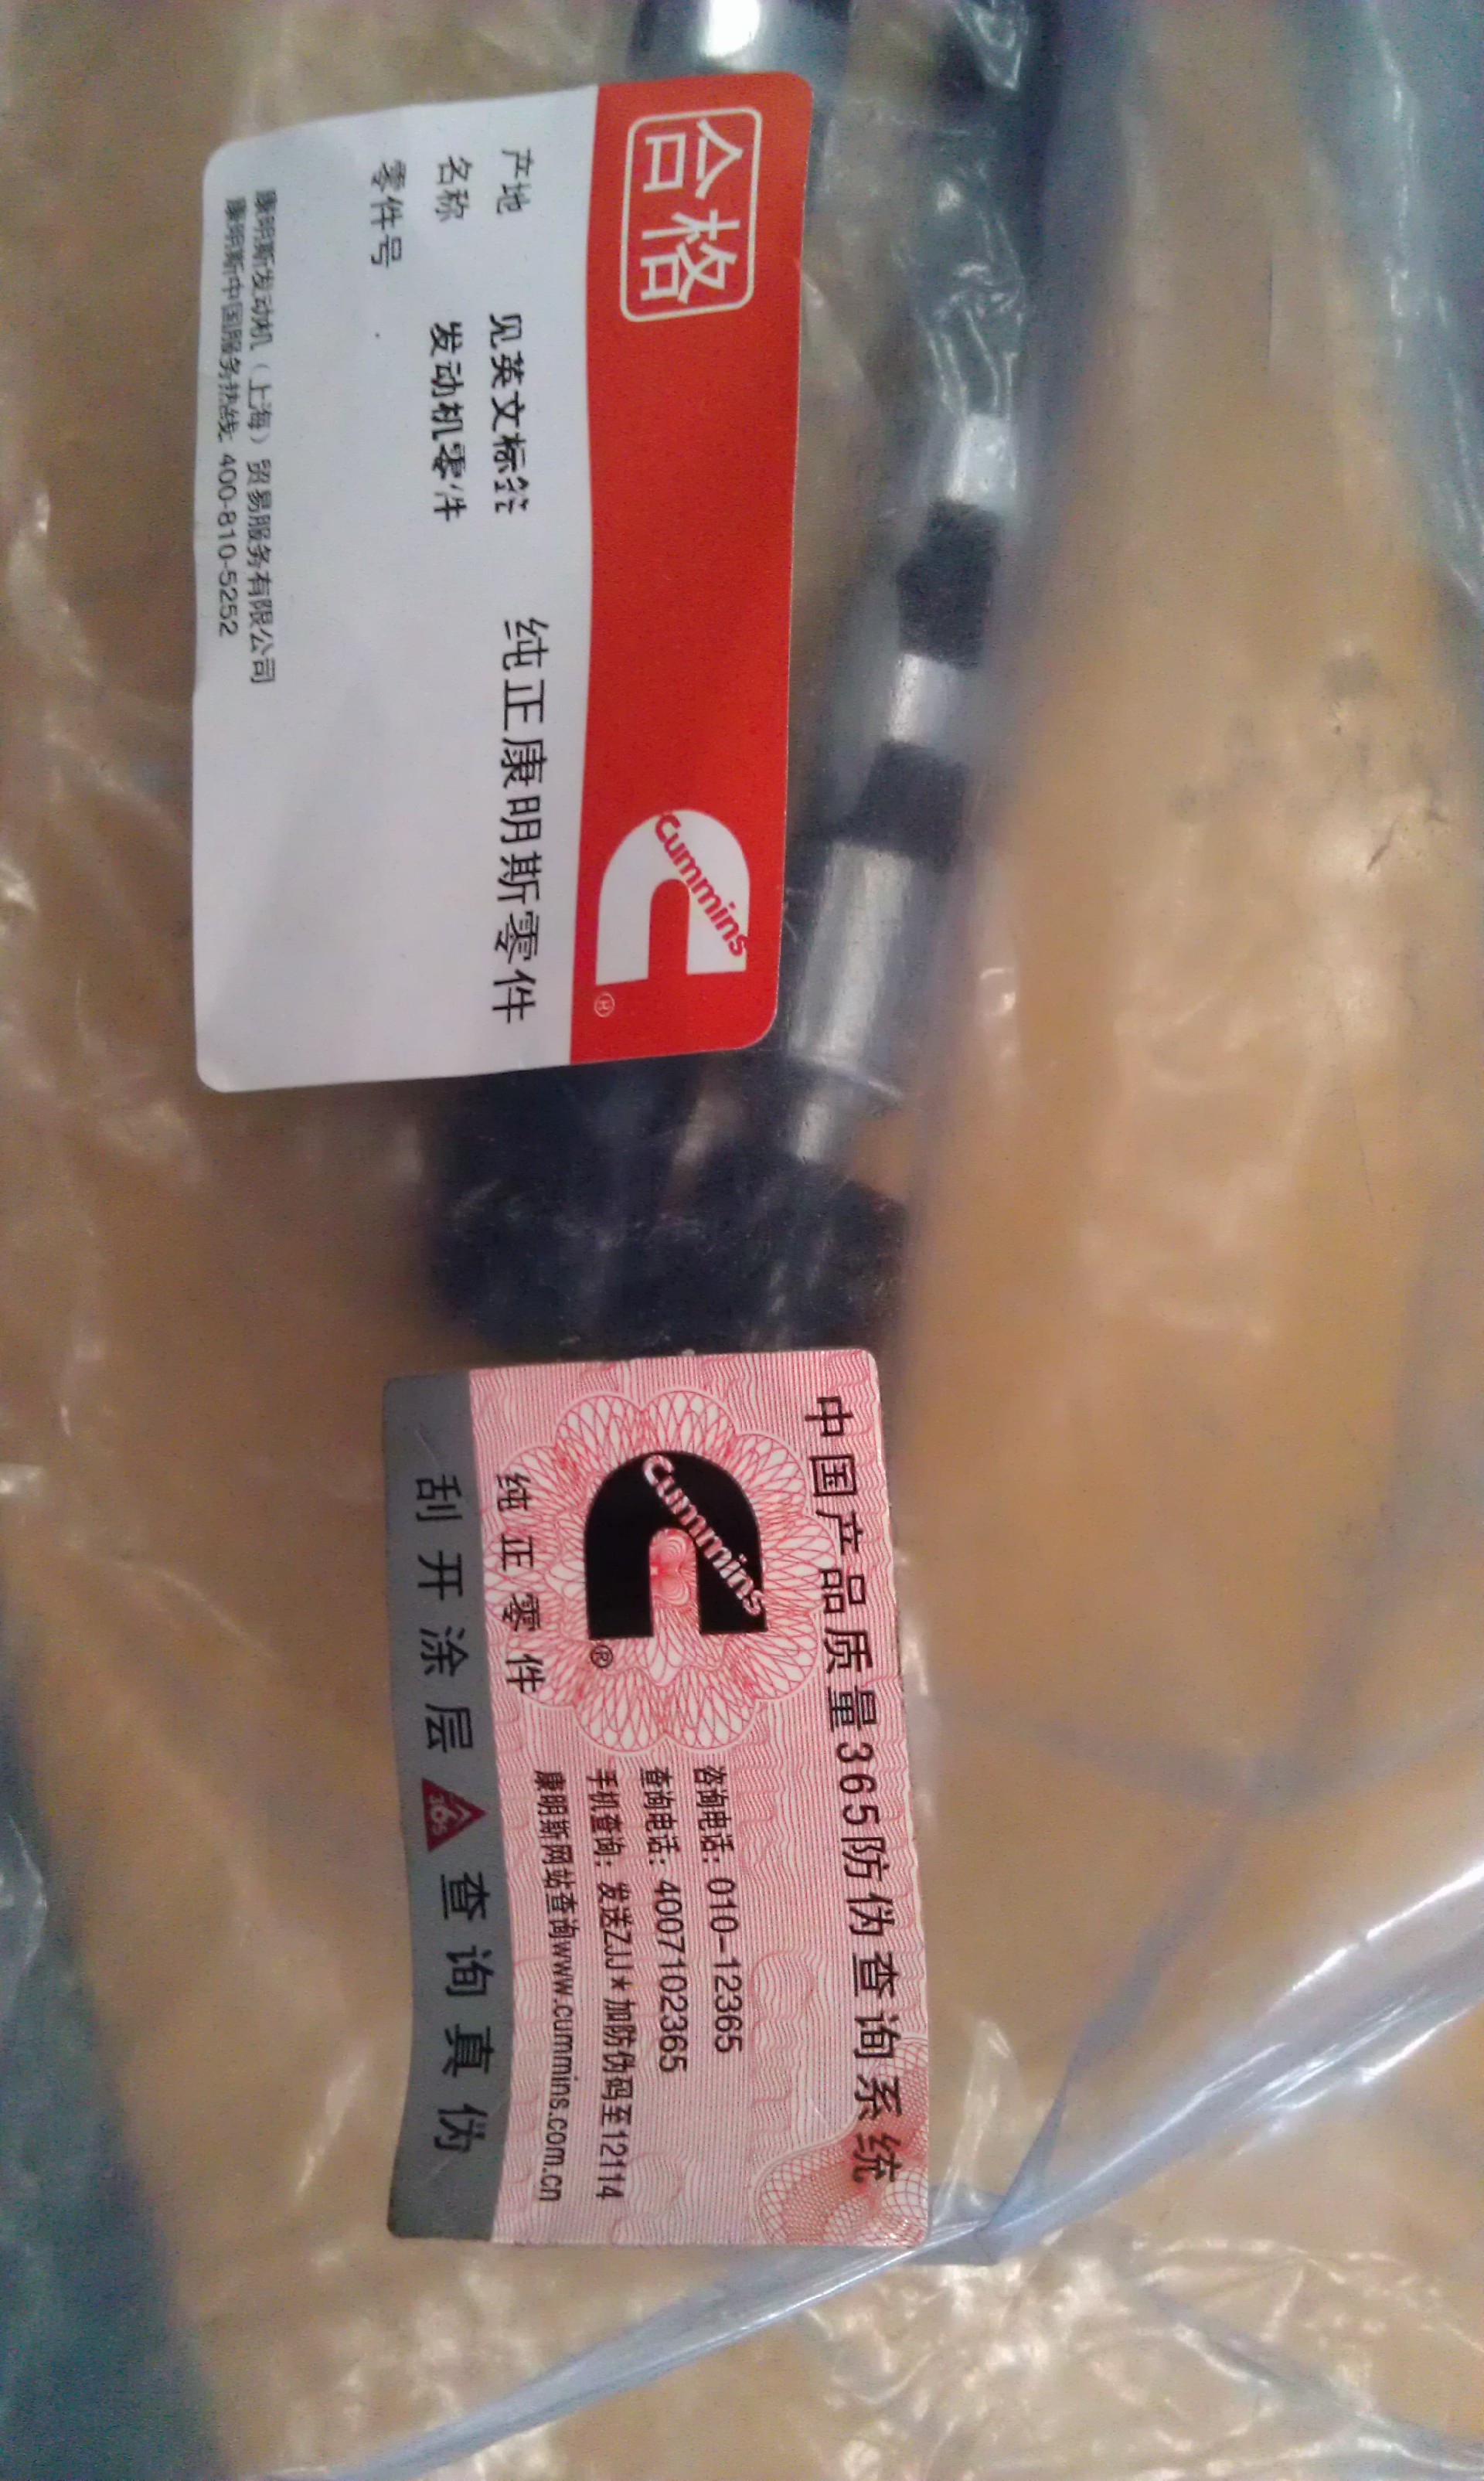 合格
Cummins
®
纯正康明斯零件
产地 见英文标签
名称 发动机零件
零件号
康明斯发动机（上海）贸易服务有限公司
康明斯中国服务热线: 400-810-5252
中国产品质量365防伪查询系统
Cummins
®
纯正零件
咨询电话：010-12365
查询电话：4007102365
手机查询：发送ZJJ*加防伪码至12114
康明斯网站查询www.cummins.com.cn
刮开涂层 365 查询真伪